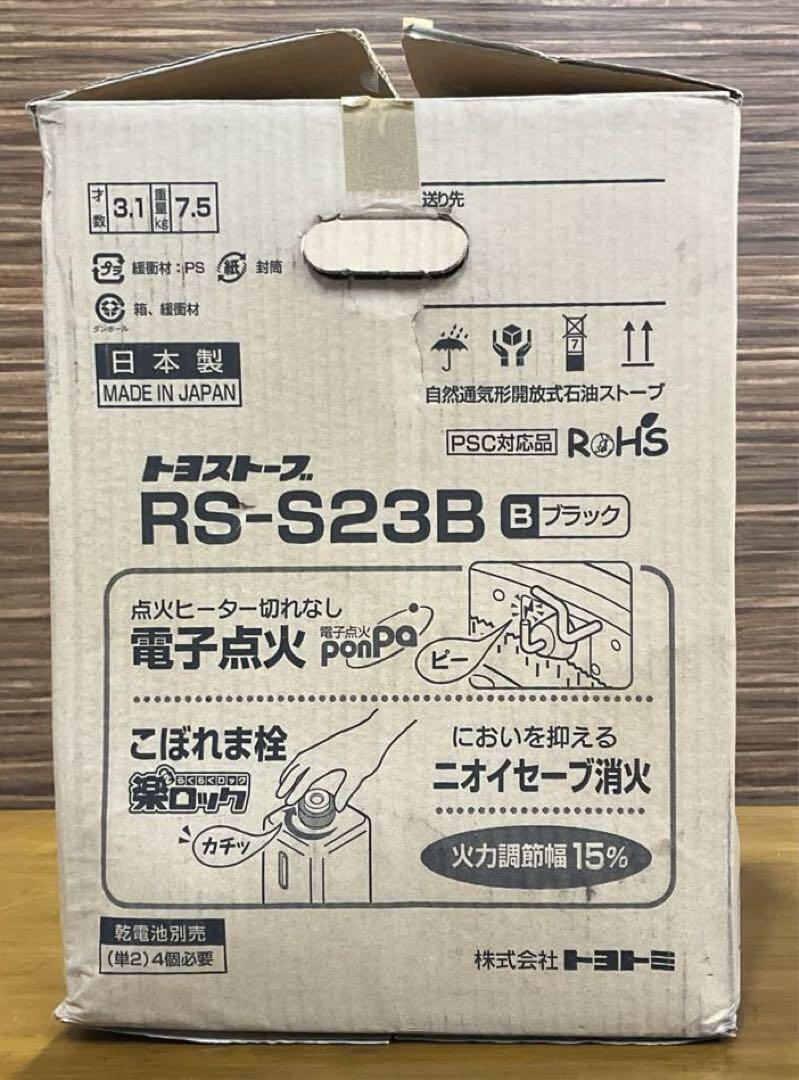 才数 3.1 重量kg 7.5
送り先
プラ 緩衝材：PS 紙 封筒
ダンボール 箱、緩衝材
日本製
MADE IN JAPAN
7
自然通気形開放式石油ストーブ
PSC対応品 RoHS
トヨストーブ
RS-S23B B ブラック
点火ヒーター切れなし
電子点火 電子点火 ponpa
ピー
こぼれま栓
楽ロック らくらくロック
カチッ
においを抑える
ニオイセーブ消火
火力調節幅15%
乾電池別売
(単2)4個必要
株式会社トヨトミ